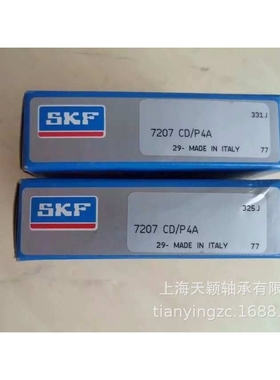 331J
SKF
7207 CD/P4A
29- MADE IN ITALY 77
325J
SKF
7207 CD/P4A
29- MADE IN ITALY 77
上海天颖轴承有限
tianyingzc.1688.